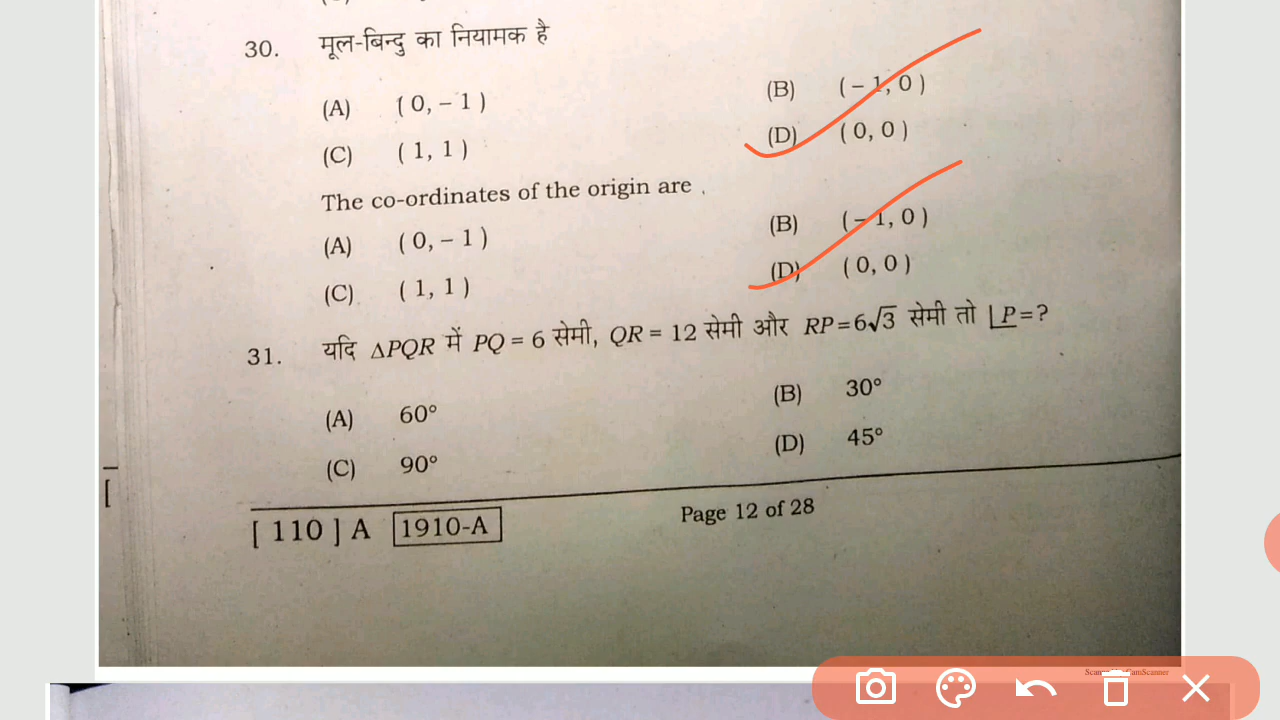 30. मूल-बिन्दु का नियामक है
(A) ( 0, – 1 ) (B) ( – 1, 0 )
(C) ( 1, 1 ) (D) ( 0, 0 )
The co-ordinates of the origin are
(A) ( 0, – 1 ) (B) ( – 1, 0 )
(C) ( 1, 1 ) (D) ( 0, 0 )
31. यदि ΔPQR में PQ = 6 सेमी, QR = 12 सेमी और RP = 6√3 सेमी तो ∠P = ?
(A) 60° (B) 30°
(C) 90° (D) 45°
[ 110 ] A 1910-A Page 12 of 28